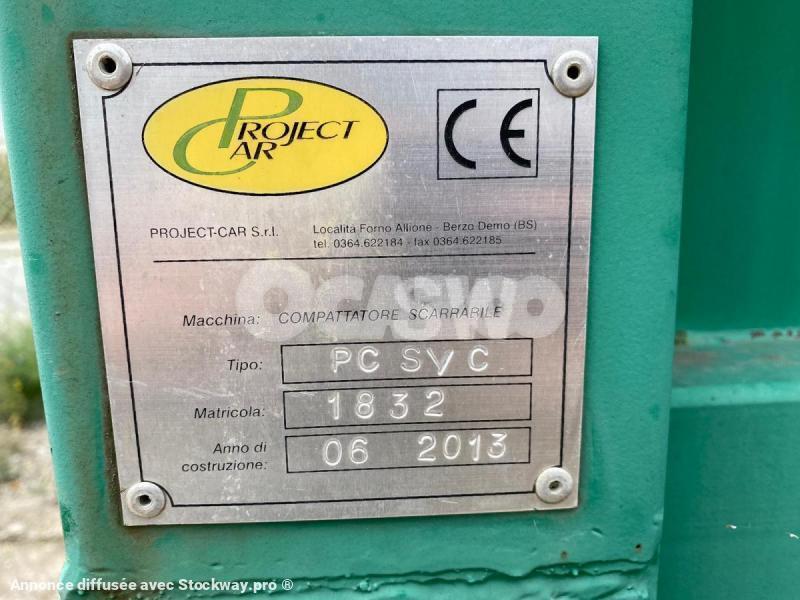 PROJECT
CAR
CE
PROJECT-CAR S.r.l. Localita Forno Allione - Berzo Demo (BS)
tel. 0364.622184 - fax 0364.622185
OCASWO
Macchina: COMPATTATORE SCARRABILE
Tipo: PC SVC
Matricola: 1832
Anno di
costruzione: 06 2013
Annonce diffusée avec Stockway.pro ®